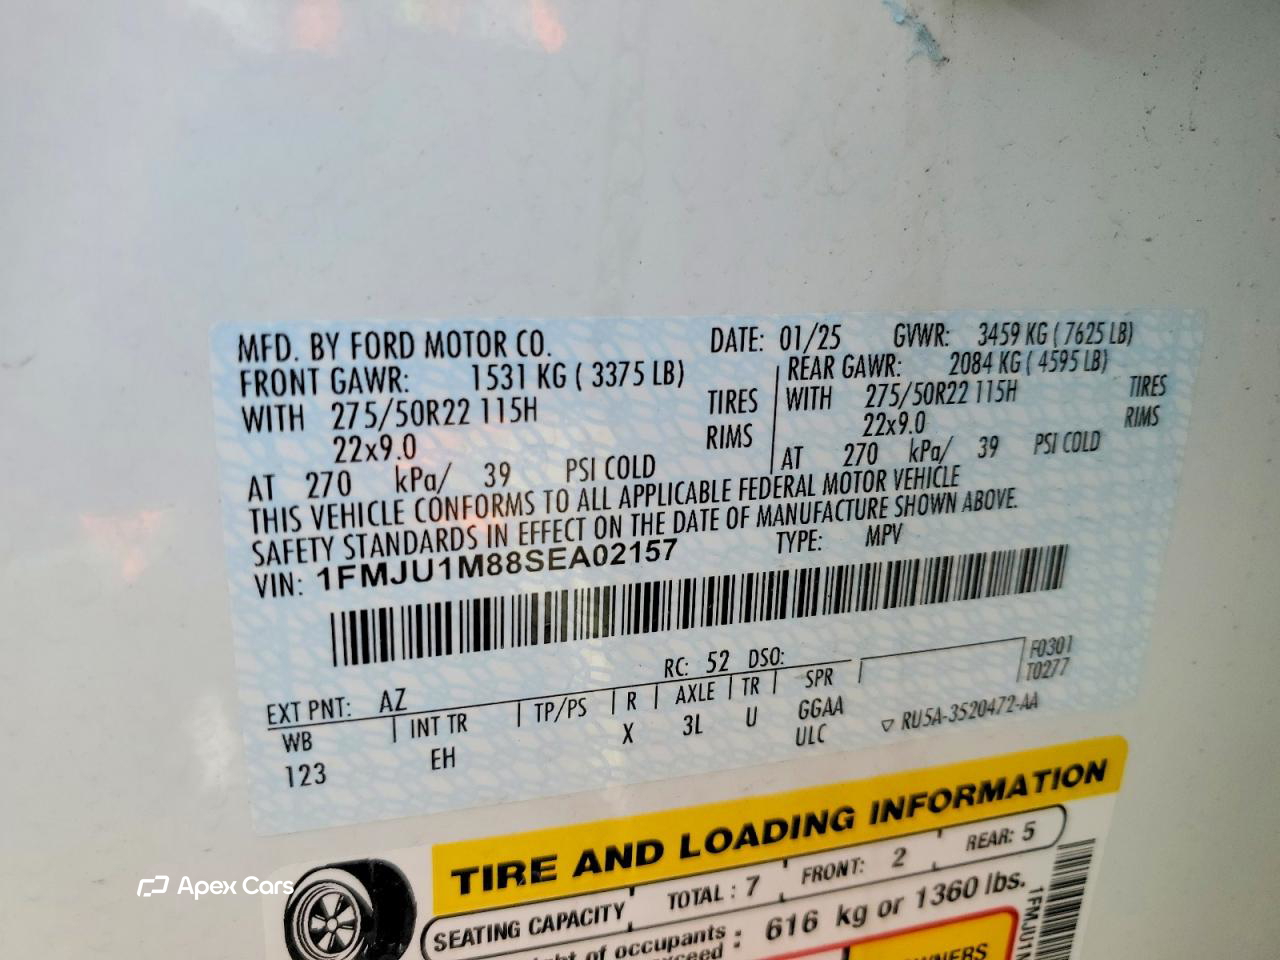 MFD. BY FORD MOTOR CO. DATE: 01/25 GVWR: 3459 KG ( 7625 LB)
FRONT GAWR: 1531 KG ( 3375 LB) REAR GAWR: 2084 KG ( 4595 LB)
WITH 275/50R22 115H TIRES WITH 275/50R22 115H TIRES
22x9.0 RIMS 22x9.0 RIMS
AT 270 kPa/ 39 PSI COLD AT 270 kPa/ 39 PSI COLD
THIS VEHICLE CONFORMS TO ALL APPLICABLE FEDERAL MOTOR VEHICLE
SAFETY STANDARDS IN EFFECT ON THE DATE OF MANUFACTURE SHOWN ABOVE.
VIN: 1FMJU1M88SEA02157 TYPE: MPV
RC: 52 DSO:
F0301
T0277
EXT PNT: AZ
WB INT TR TP/PS R AXLE TR SPR
123 EH X 3L U GGAA
ULC
▽ RU5A-3520472-AA
TIRE AND LOADING INFORMATION
SEATING CAPACITY TOTAL : 7 FRONT: 2 REAR: 5
of occupants : 616 kg or 1360 lbs.
1FMJU1M
Apex Cars